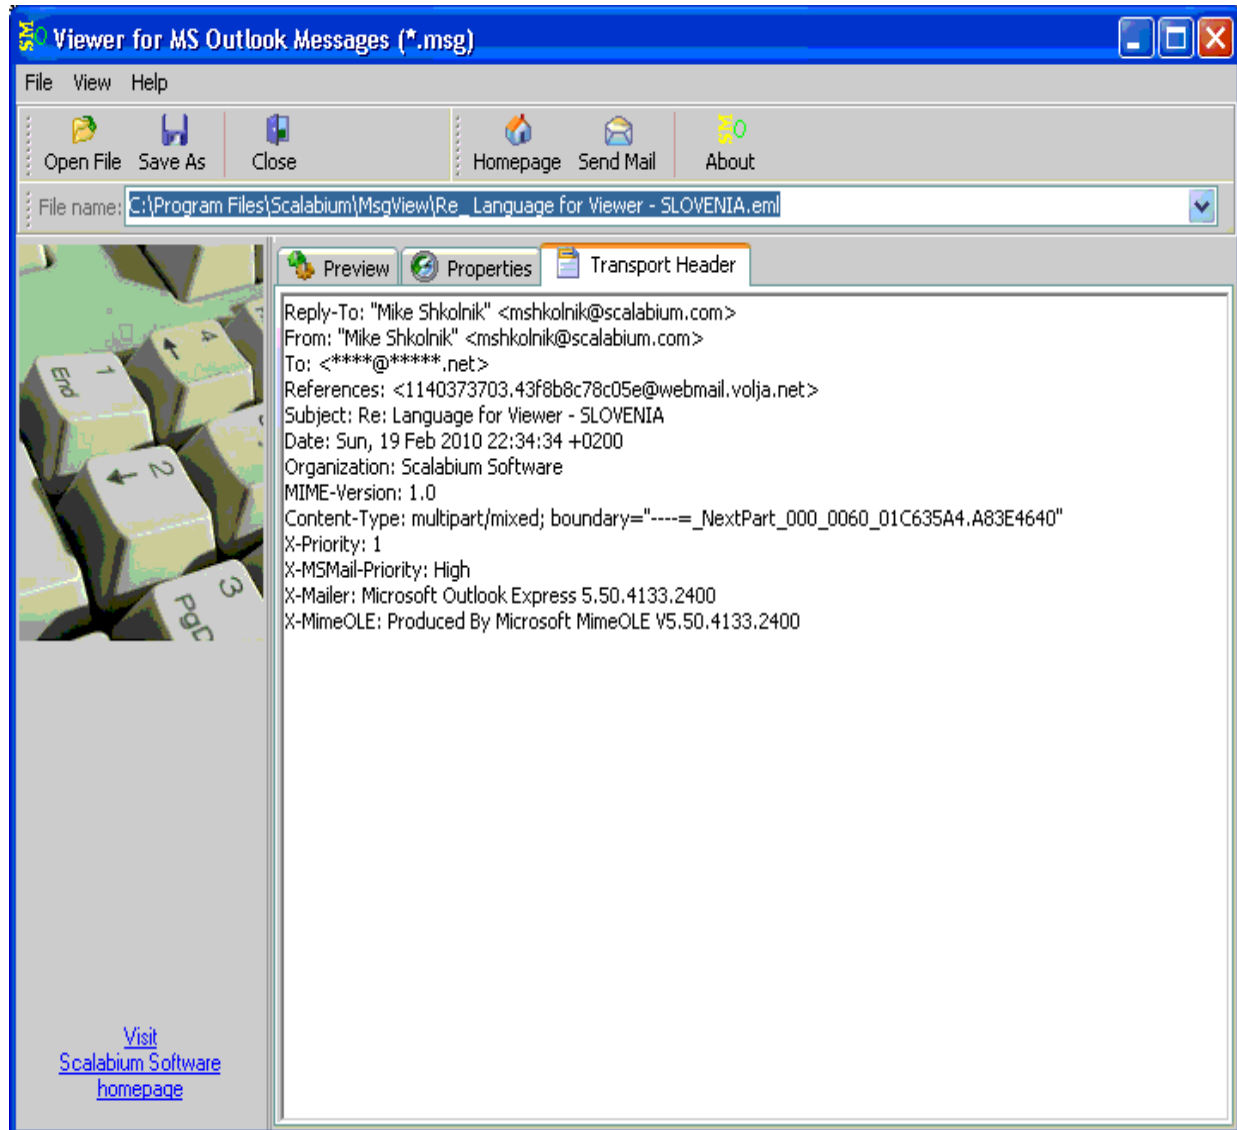 Viewer for MS Outlook Messages (*.msg)
File View Help
Open File Save As Close Homepage Send Mail About
File name: C:\Program Files\Scalabium\MsgView\Re_ Language for Viewer - SLOVENIA.eml
Preview Properties Transport Header
Reply-To: "Mike Shkolnik" <mshkolnik@scalabium.com>
From: "Mike Shkolnik" <mshkolnik@scalabium.com>
To: <****@*****.net>
References: <1140373703.43f8b8c78c05e@webmail.volja.net>
Subject: Re: Language for Viewer - SLOVENIA
Date: Sun, 19 Feb 2010 22:34:34 +0200
Organization: Scalabium Software
MIME-Version: 1.0
Content-Type: multipart/mixed; boundary="----=_NextPart_000_0060_01C635A4.A83E4640"
X-Priority: 1
X-MSMail-Priority: High
X-Mailer: Microsoft Outlook Express 5.50.4133.2400
X-MimeOLE: Produced By Microsoft MimeOLE V5.50.4133.2400
4
1
End
2
3
PgD
Visit
Scalabium Software
homepage